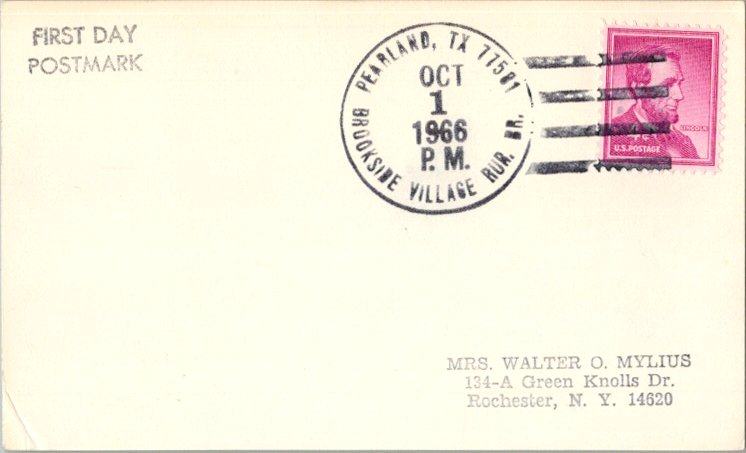 FIRST DAY
POSTMARK
PEARLAND, TX 77581
OCT
1
1966
P. M.
BROOKSIDE VILLAGE RUR. BR.
LINCOLN
4¢
U.S. POSTAGE
MRS. WALTER O. MYLIUS
134-A Green Knolls Dr.
Rochester, N. Y. 14620